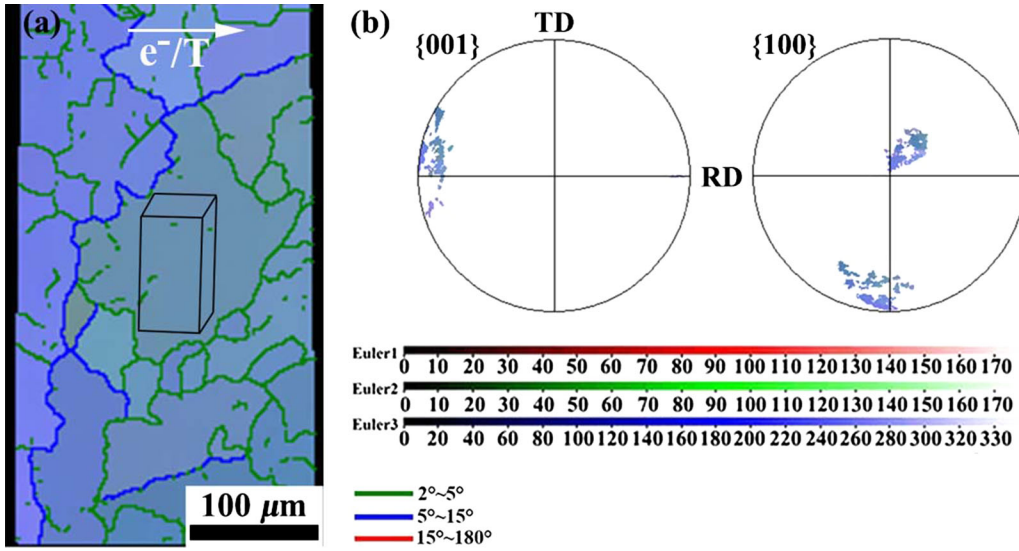 (a)
e⁻/T
100 μm
(b)
TD
{001}
{100}
RD
Euler1
0 10 20 30 40 50 60 70 80 90 100 110 120 130 140 150 160 170
Euler2
0 10 20 30 40 50 60 70 80 90 100 110 120 130 140 150 160 170
Euler3
0 20 40 60 80 100 120 140 160 180 200 220 240 260 280 300 330
2°~5°
5°~15°
15°~180°